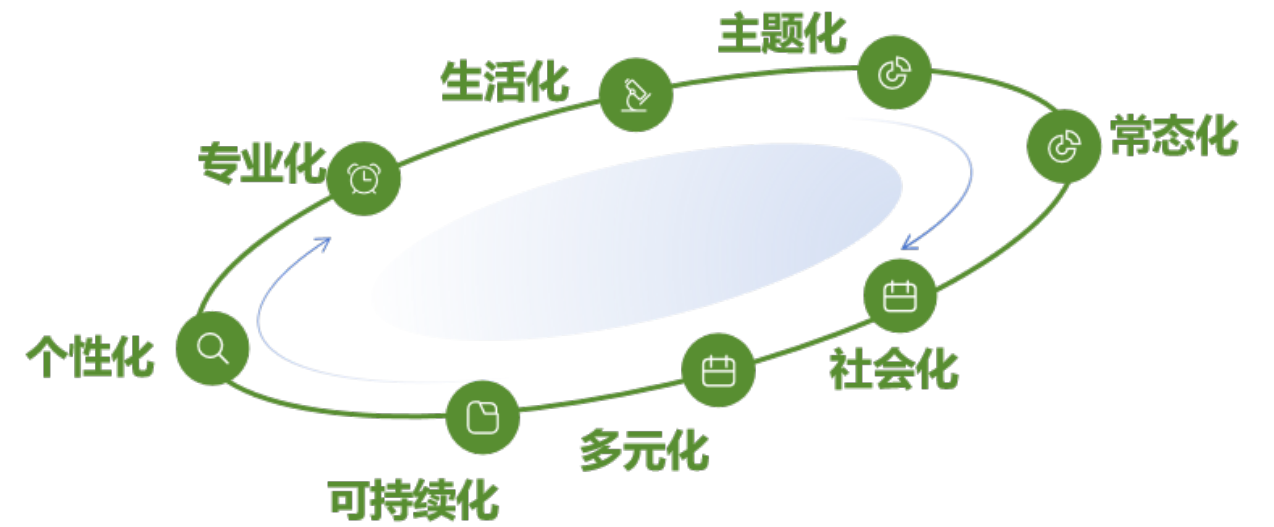 主题化
生活化
常态化
专业化
个性化
社会化
多元化
可持续化